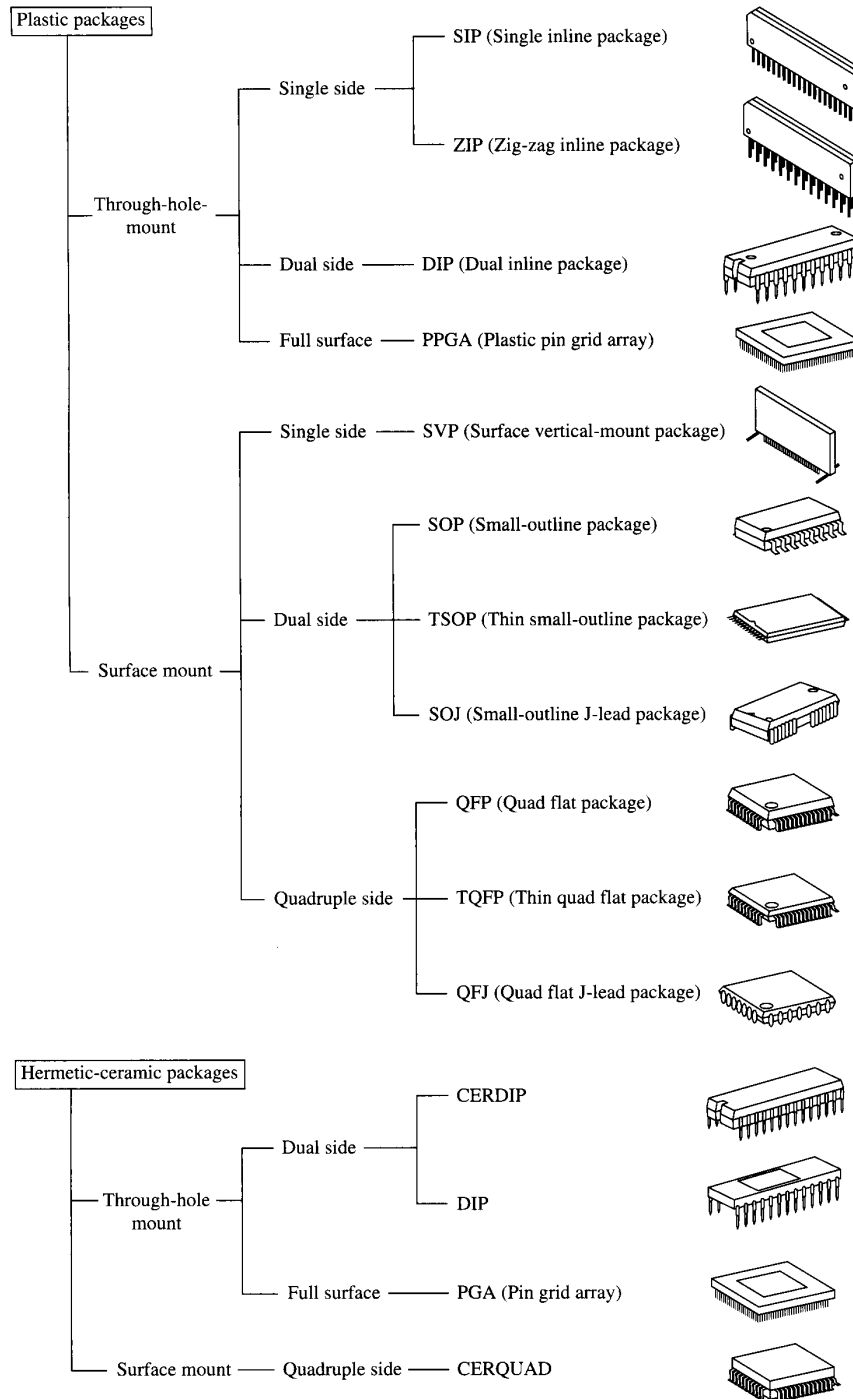 Plastic packages
SIP (Single inline package)
Single side
ZIP (Zig-zag inline package)
Through-hole-
mount
Dual side
DIP (Dual inline package)
Full surface
PPGA (Plastic pin grid array)
Single side
SVP (Surface vertical-mount package)
SOP (Small-outline package)
Dual side
TSOP (Thin small-outline package)
Surface mount
SOJ (Small-outline J-lead package)
QFP (Quad flat package)
Quadruple side
TQFP (Thin quad flat package)
QFJ (Quad flat J-lead package)
Hermetic-ceramic packages
CERDIP
Dual side
Through-hole
mount
DIP
Full surface
PGA (Pin grid array)
Surface mount
Quadruple side
CERQUAD